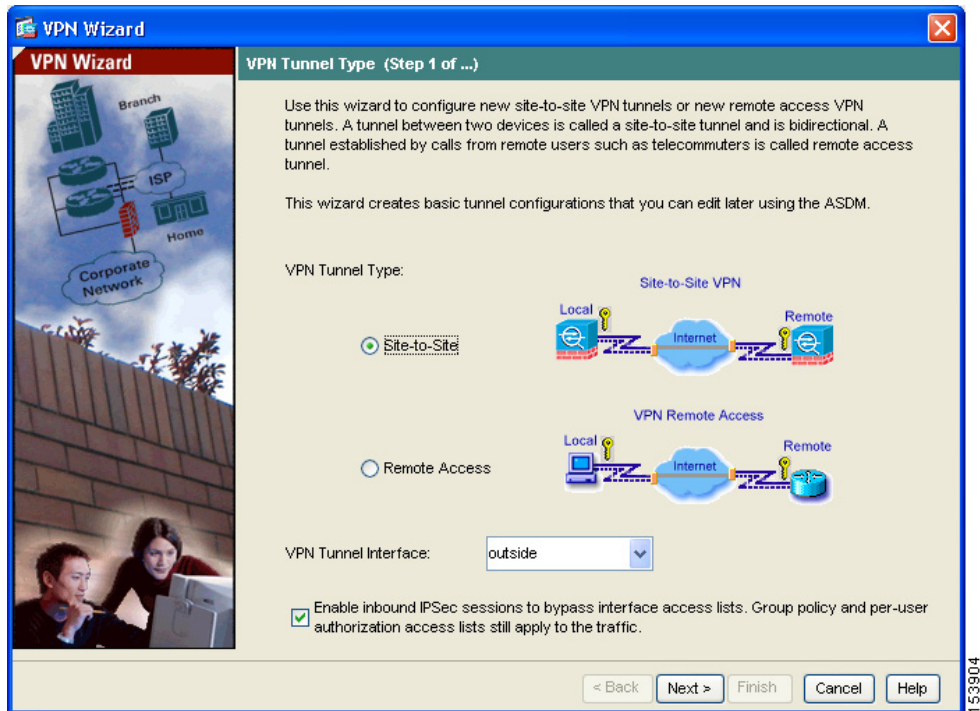 VPN Wizard
VPN Wizard
VPN Tunnel Type (Step 1 of ...)
Branch
ISP
Home
Corporate
Network
Use this wizard to configure new site-to-site VPN tunnels or new remote access VPN
tunnels. A tunnel between two devices is called a site-to-site tunnel and is bidirectional. A
tunnel established by calls from remote users such as telecommuters is called remote access
tunnel.
This wizard creates basic tunnel configurations that you can edit later using the ASDM.
VPN Tunnel Type:
Site-to-Site VPN
Local
Remote
Site-to-Site
Internet
VPN Remote Access
Local
Remote
Remote Access
Internet
VPN Tunnel Interface:
outside
Enable inbound IPSec sessions to bypass interface access lists. Group policy and per-user
authorization access lists still apply to the traffic.
< Back
Next >
Finish
Cancel
Help
153904